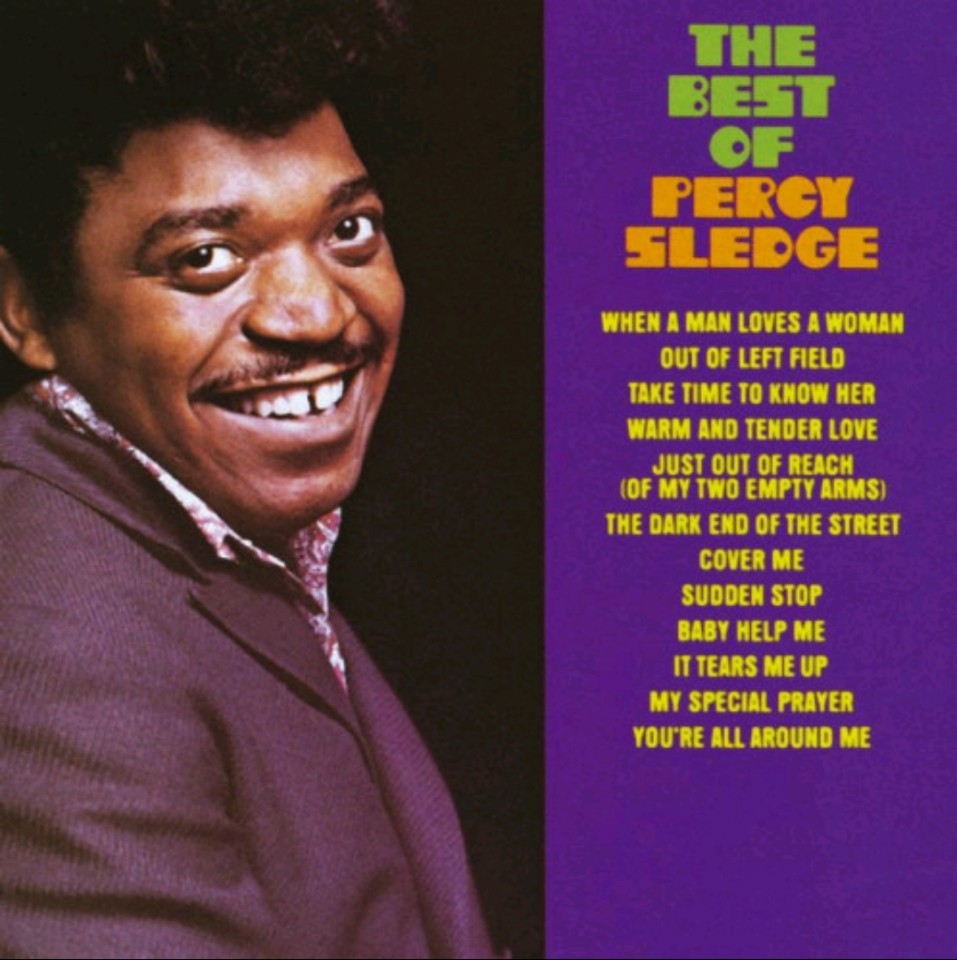 THE
BEST
OF
PERCY
SLEDGE
WHEN A MAN LOVES A WOMAN
OUT OF LEFT FIELD
TAKE TIME TO KNOW HER
WARM AND TENDER LOVE
JUST OUT OF REACH
(OF MY TWO EMPTY ARMS)
THE DARK END OF THE STREET
COVER ME
SUDDEN STOP
BABY HELP ME
IT TEARS ME UP
MY SPECIAL PRAYER
YOU'RE ALL AROUND ME